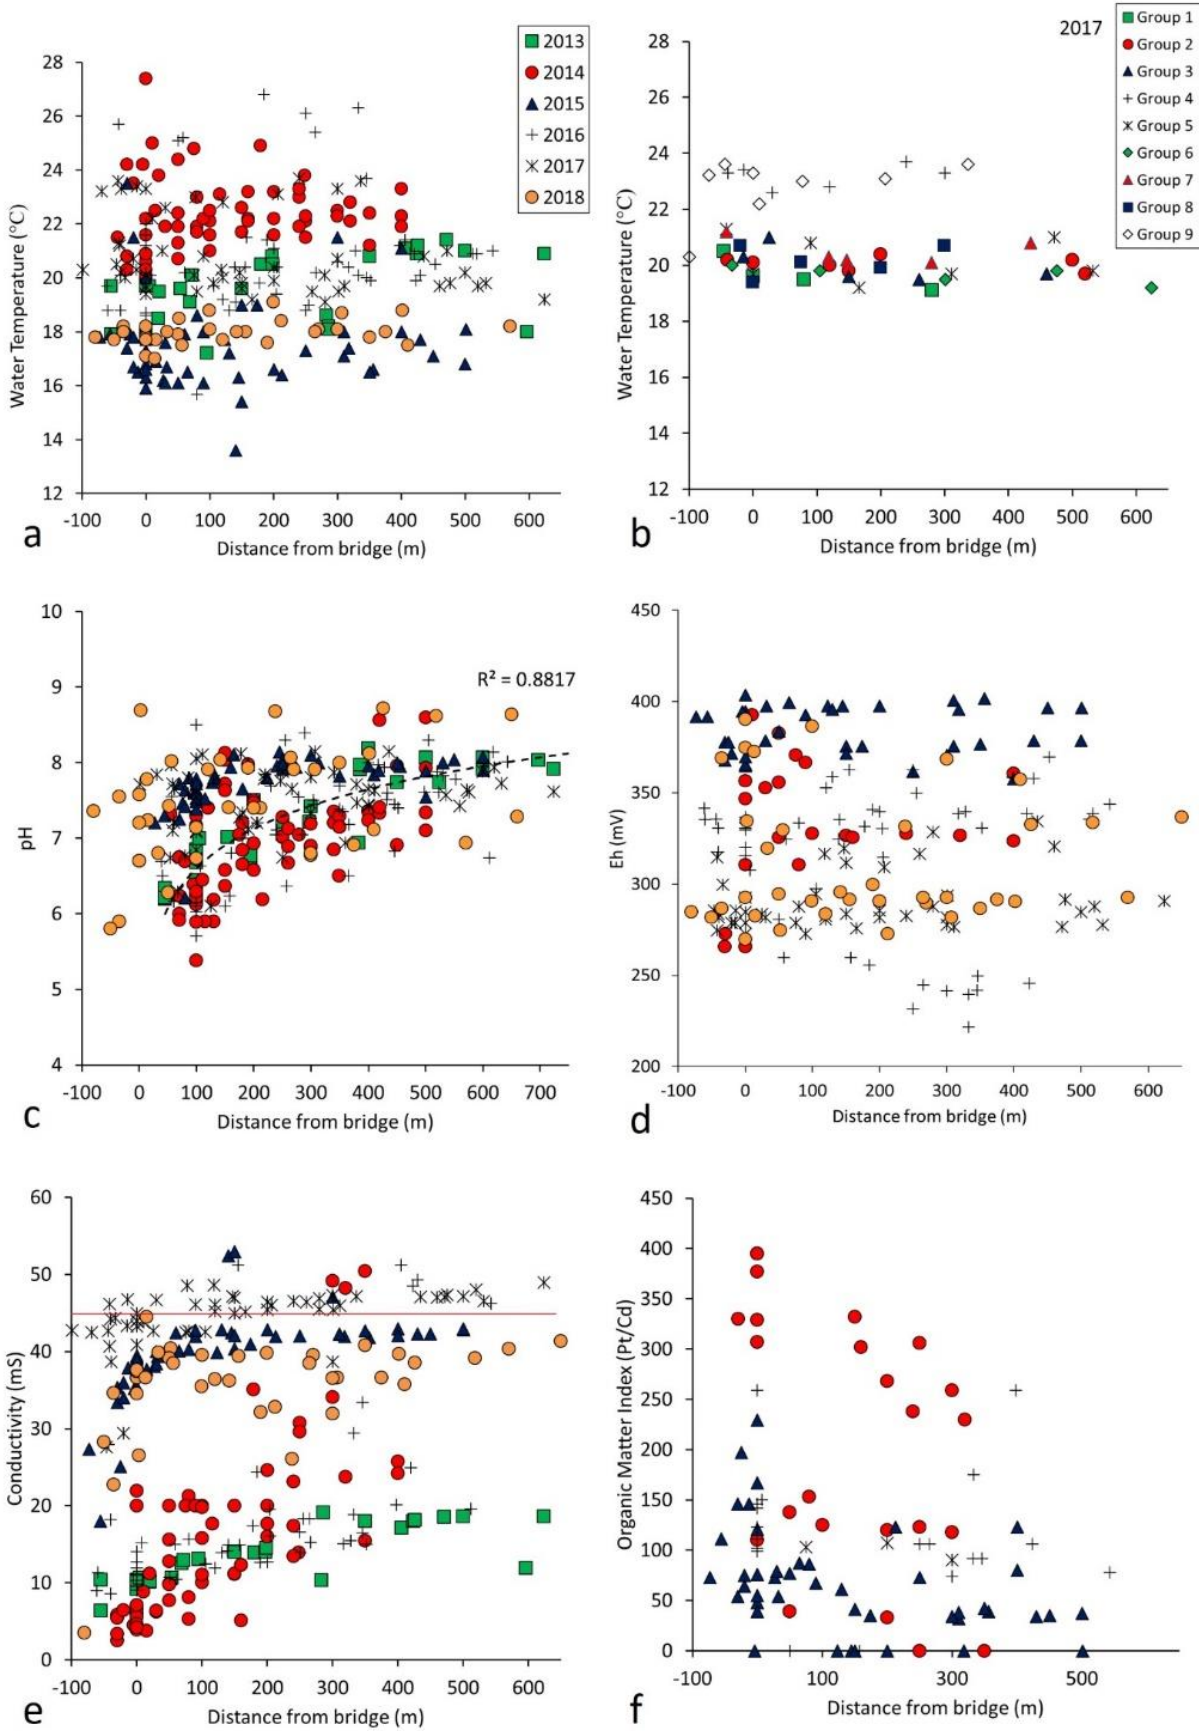 2013
2014
2015
2016
2017
2018
28
26
24
22
20
18
16
14
12
Water Temperature (°C)
-100 0 100 200 300 400 500 600
Distance from bridge (m)
a
2017
Group 1
Group 2
Group 3
Group 4
Group 5
Group 6
Group 7
Group 8
Group 9
28
26
24
22
20
18
16
14
12
Water Temperature (°C)
-100 0 100 200 300 400 500 600
Distance from bridge (m)
b
10
9
8
7
6
5
4
pH
R² = 0.8817
-100 0 100 200 300 400 500 600 700
Distance from bridge (m)
c
450
400
350
300
250
200
Eh (mV)
-100 0 100 200 300 400 500 600
Distance from bridge (m)
d
60
50
40
30
20
10
0
Conductivity (mS)
-100 0 100 200 300 400 500 600
Distance from bridge (m)
e
450
400
350
300
250
200
150
100
50
0
Organic Matter Index (Pt/Cd)
-100 100 300 500
Distance from bridge (m)
f